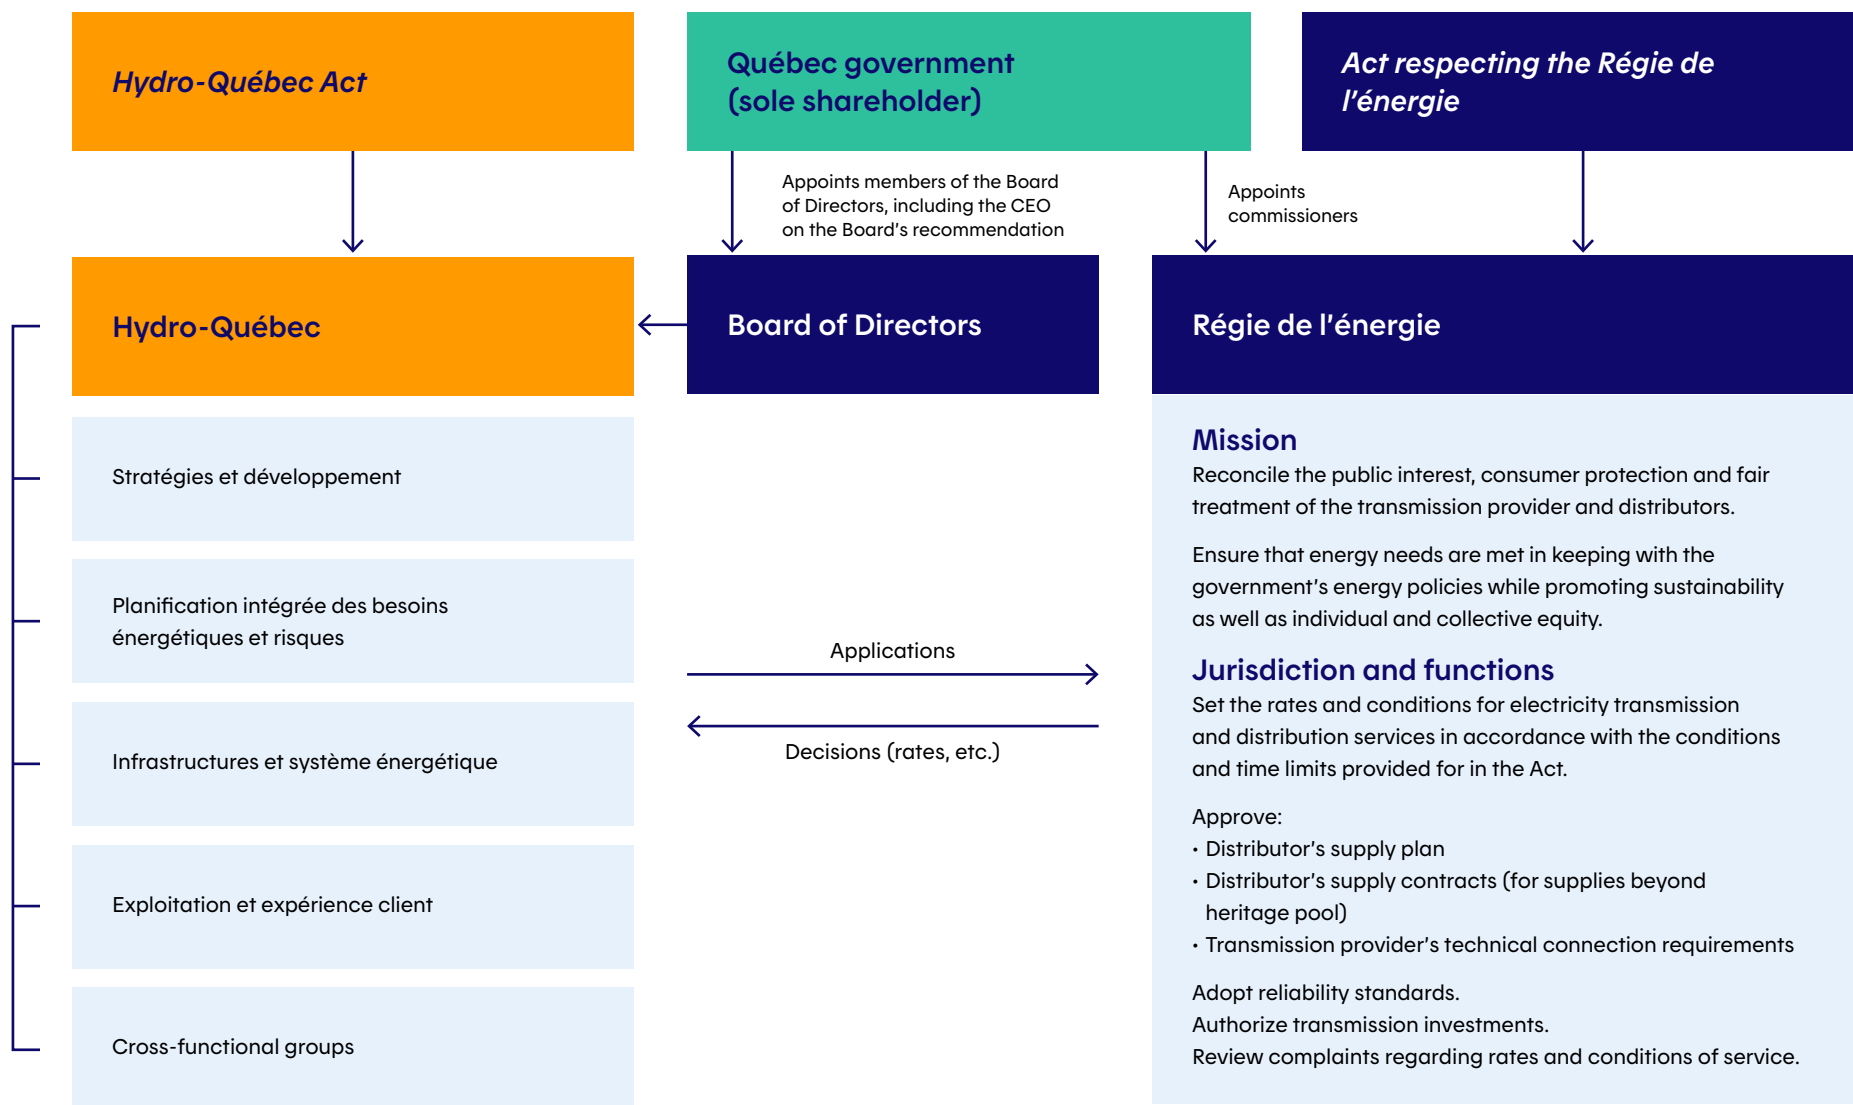 Hydro-Québec Act
Québec government
(sole shareholder)
Act respecting the Régie de
l'énergie
Appoints members of the Board
of Directors, including the CEO
on the Board's recommendation
Appoints
commissioners
Hydro-Québec
Board of Directors
Régie de l'énergie
Stratégies et développement
Planification intégrée des besoins
énergétiques et risques
Infrastructures et système énergétique
Exploitation et expérience client
Cross-functional groups
Applications
Decisions (rates, etc.)
Mission
Reconcile the public interest, consumer protection and fair
treatment of the transmission provider and distributors.
Ensure that energy needs are met in keeping with the
government's energy policies while promoting sustainability
as well as individual and collective equity.
Jurisdiction and functions
Set the rates and conditions for electricity transmission
and distribution services in accordance with the conditions
and time limits provided for in the Act.
Approve:
• Distributor's supply plan
• Distributor's supply contracts (for supplies beyond
heritage pool)
• Transmission provider's technical connection requirements
Adopt reliability standards.
Authorize transmission investments.
Review complaints regarding rates and conditions of service.